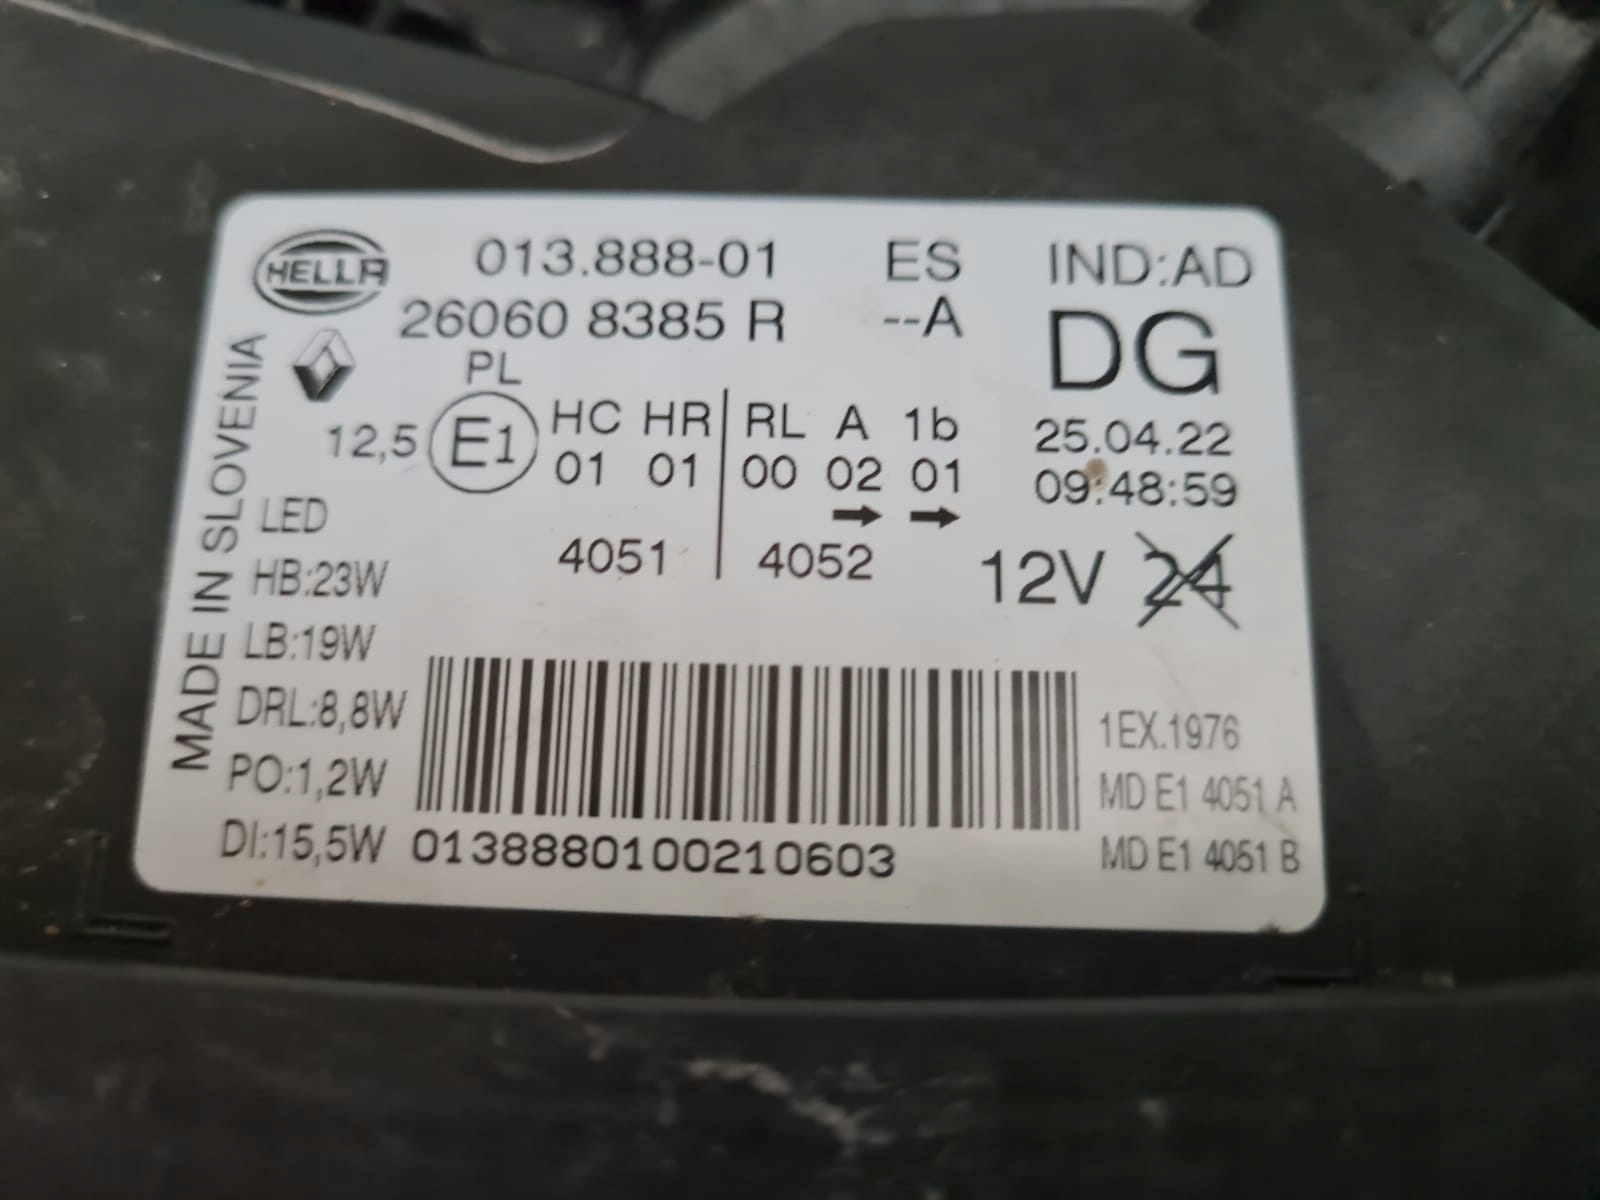 HELLA 013.888-01 ES IND:AD
26060 8385 R --A DG
PL
12,5 E1 HC HR RL A 1b 25.04.22
01 01 00 02 01 09:48:59
→ →
LED 4051 4052 12V 24
HB:23W
LB:19W
DRL:8,8W 1EX.1976
PO:1,2W MD E1 4051 A
DI:15,5W 0138880100210603 MD E1 4051 B
MADE IN SLOVENIA